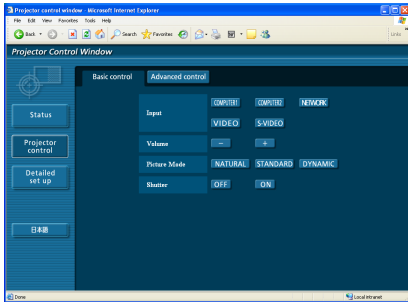 Projector control window - Microsoft Internet Explorer
File Edit View Favorites Tools Help
Back Search Favorites Links
Projector Control Window
Basic control Advanced control
Status
Projector control
Detailed set up
日本語
Input COMPUTER1 COMPUTER2 NETWORK
VIDEO S-VIDEO
Volume - +
Picture Mode NATURAL STANDARD DYNAMIC
Shutter OFF ON
Done Local intranet